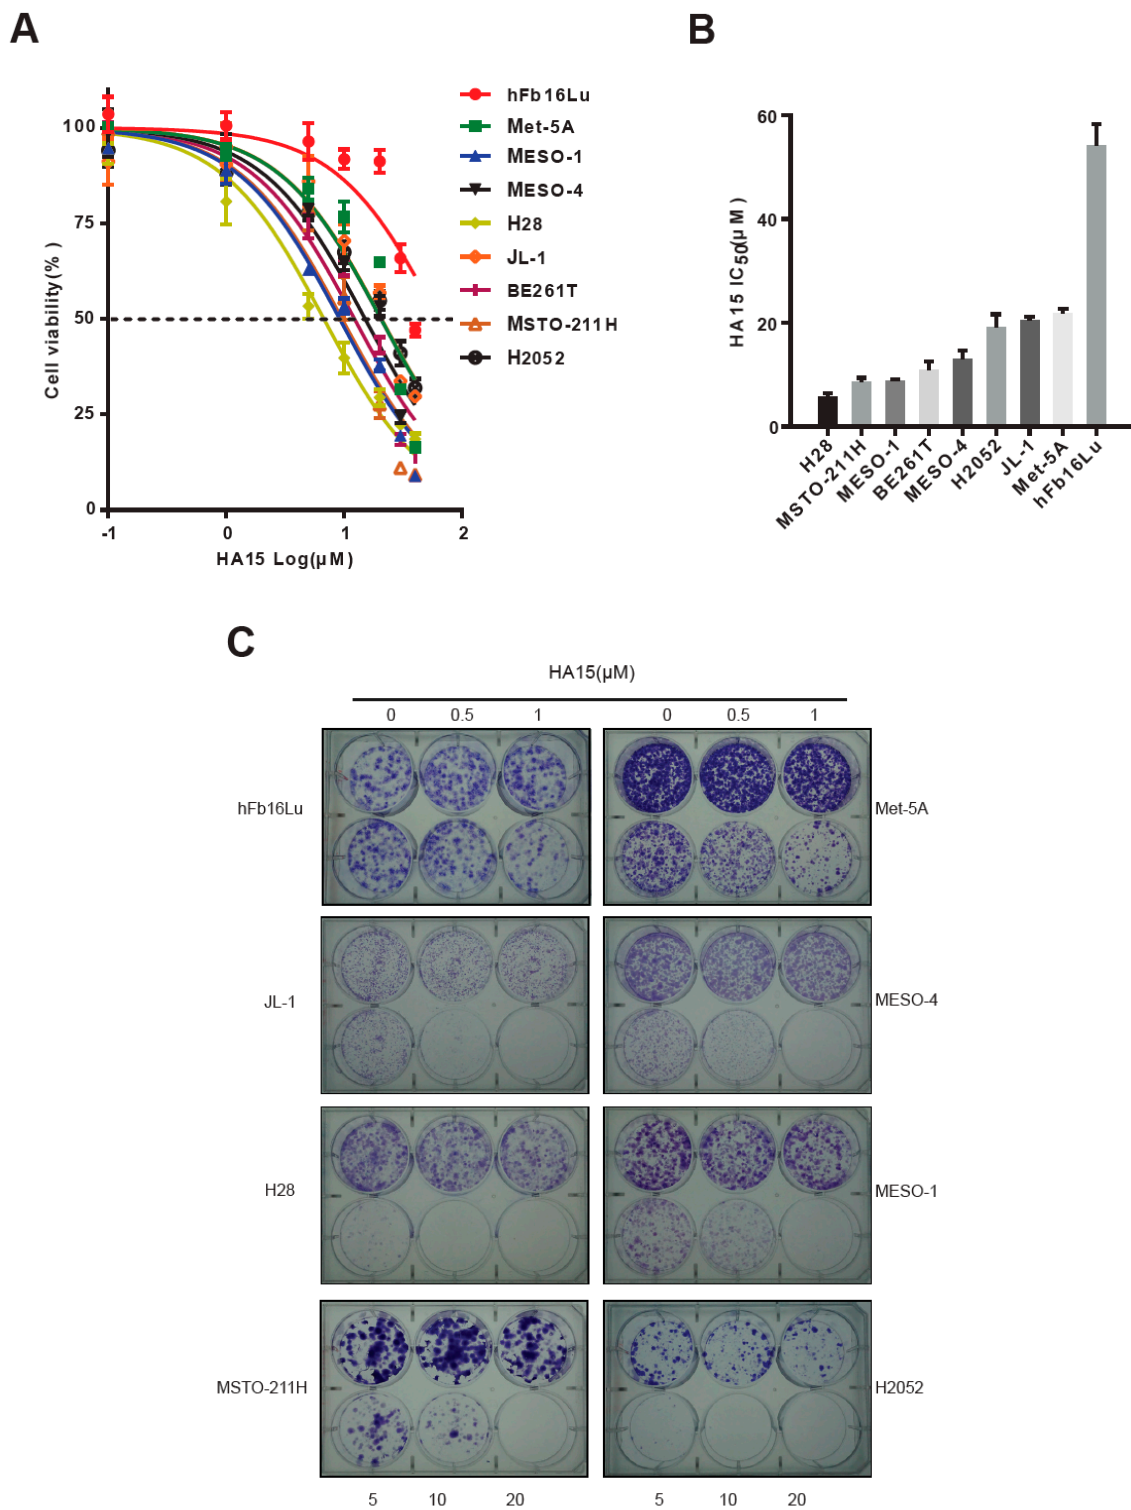 A
B
hFb16Lu
Met-5A
MESO-1
MESO-4
H28
JL-1
BE261T
MSTO-211H
H2052
100
75
50
25
0
-1
0
1
2
Cell viability(%)
HA15 Log(μM)
60
40
20
0
HA15 IC50(μM)
H28
MSTO-211H
MESO-1
BE261T
MESO-4
H2052
JL-1
Met-5A
hFb16Lu
C
HA15(μM)
0 0.5 1 0 0.5 1
hFb16Lu
Met-5A
JL-1
MESO-4
H28
MESO-1
MSTO-211H
H2052
5 10 20 5 10 20